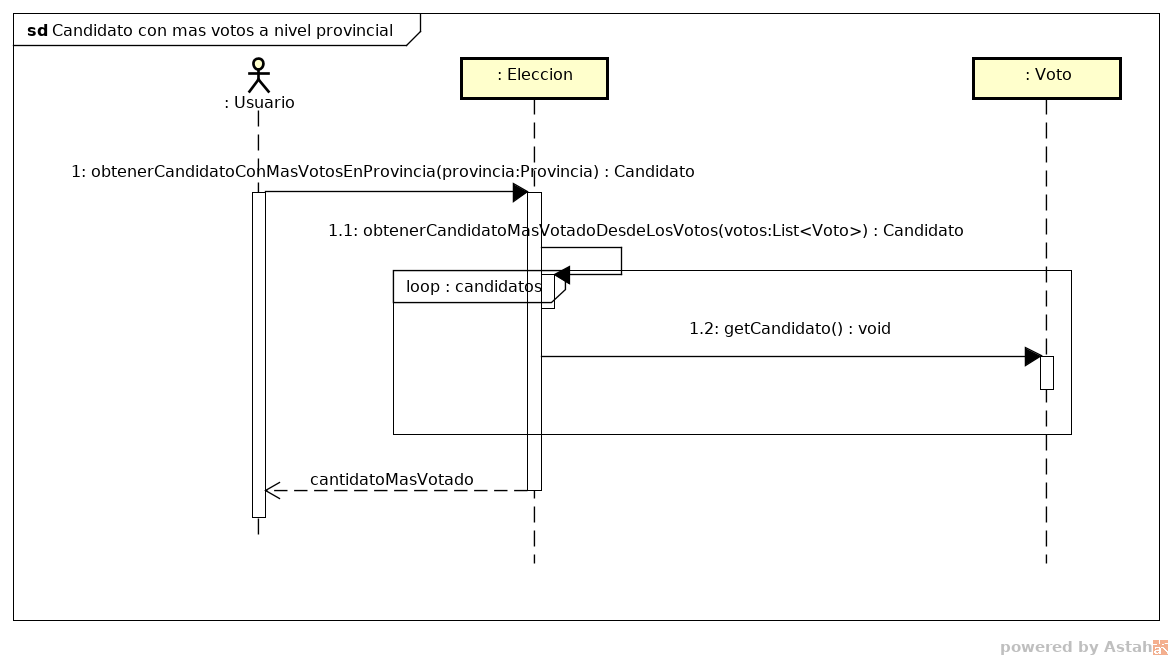 sd Candidato con mas votos a nivel provincial
: Usuario
: Eleccion
: Voto
1: obtenerCandidatoConMasVotosEnProvincia(provincia:Provincia) : Candidato
1.1: obtenerCandidatoMasVotadoDesdeLosVotos(votos:List<Voto>) : Candidato
loop : candidatos
1.2: getCandidato() : void
cantidatoMasVotado
powered by Astah